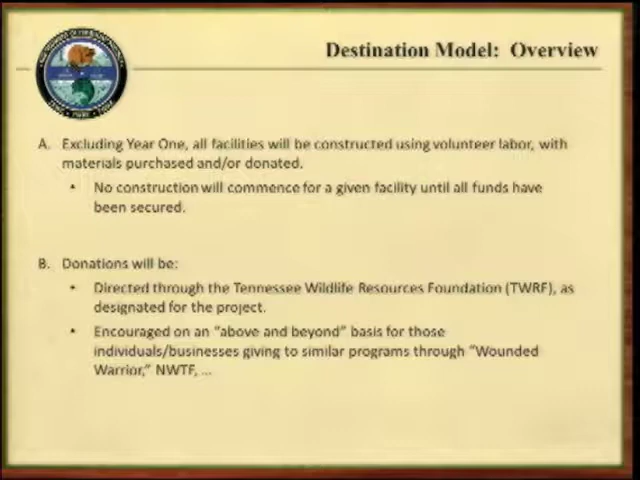 Destination Model: Overview
A. Excluding Year One, all facilities will be constructed using volunteer labor, with
materials purchased and/or donated.
• No construction will commence for a given facility until all funds have
been secured.
B. Donations will be:
• Directed through the Tennessee Wildlife Resources Foundation (TWRF), as
designated for the project.
• Encouraged on an “above and beyond” basis for those
individuals/businesses giving to similar programs through “Wounded
Warrior,” NWTF, ...